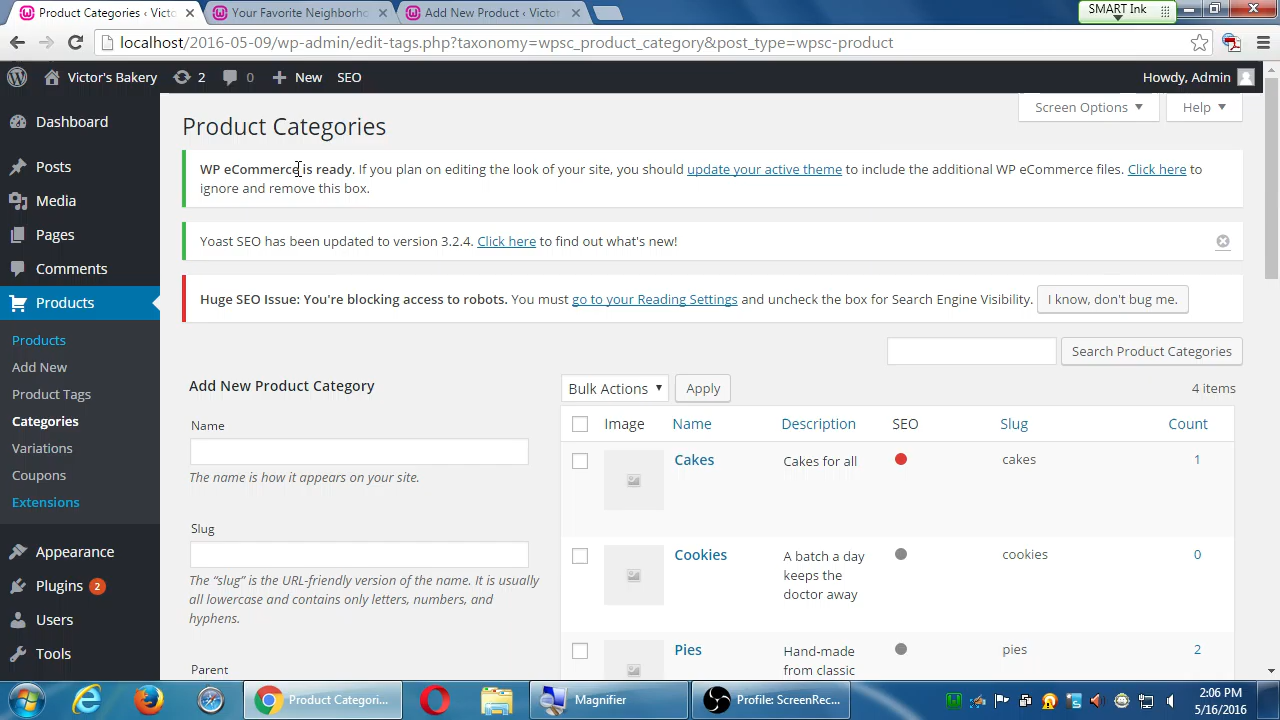 Product Categories ‹ Victo
Your Favorite Neighborho
Add New Product ‹ Victor
SMART Ink
localhost/2016-05-09/wp-admin/edit-tags.php?taxonomy=wpsc_product_category&post_type=wpsc-product
Victor's Bakery
2
0
New
SEO
Howdy, Admin
Dashboard
Posts
Media
Pages
Comments
Products
Products
Add New
Product Tags
Categories
Variations
Coupons
Extensions
Appearance
Plugins 2
Users
Tools
Screen Options
Help
Product Categories
WP eCommerce is ready. If you plan on editing the look of your site, you should update your active theme to include the additional WP eCommerce files. Click here to
ignore and remove this box.
Yoast SEO has been updated to version 3.2.4. Click here to find out what's new!
Huge SEO Issue: You're blocking access to robots. You must go to your Reading Settings and uncheck the box for Search Engine Visibility. I know, don't bug me.
Search Product Categories
Add New Product Category
Name
The name is how it appears on your site.
Slug
The “slug” is the URL-friendly version of the name. It is usually
all lowercase and contains only letters, numbers, and
hyphens.
Parent
Bulk Actions
Apply
4 items
Image Name Description SEO Slug Count
Cakes Cakes for all cakes 1
Cookies A batch a day cookies 0
keeps the
doctor away
Pies Hand-made pies 2
from classic
Product Categori...
Magnifier
Profile: ScreenRec...
2:06 PM
5/16/2016